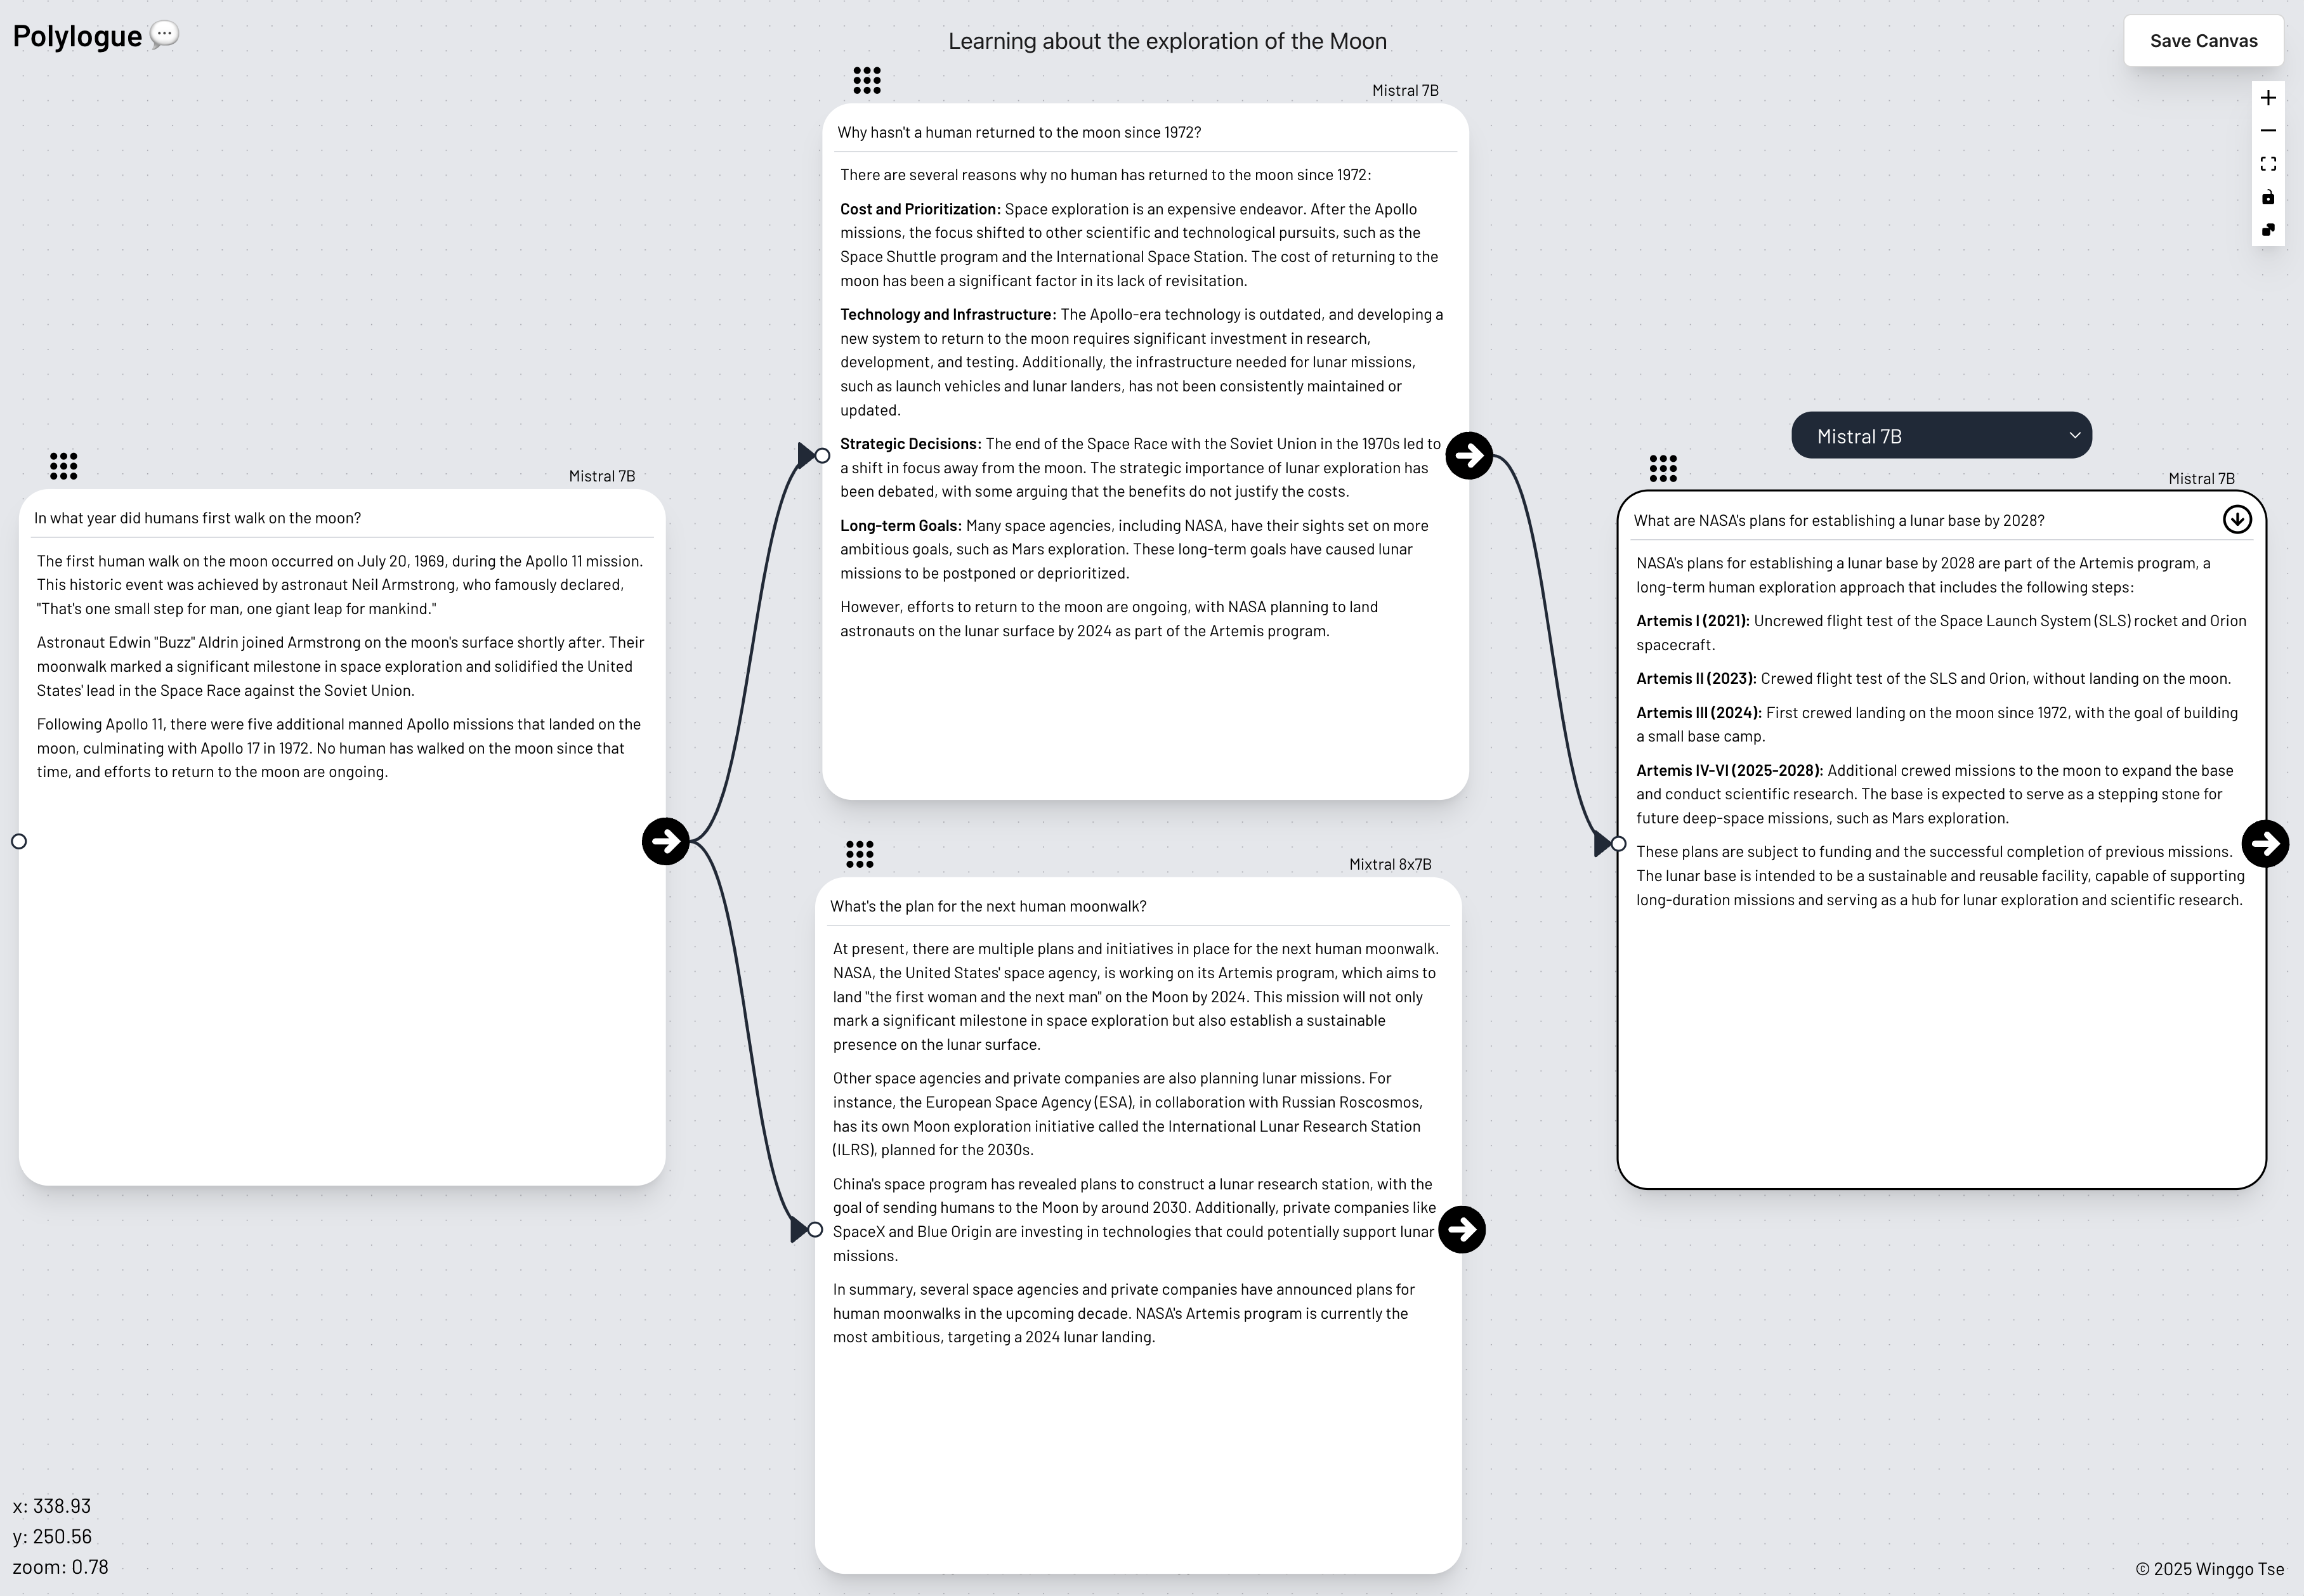 Polylogue
Learning about the exploration of the Moon
Save Canvas
Mistral 7B
In what year did humans first walk on the moon?
The first human walk on the moon occurred on July 20, 1969, during the Apollo 11 mission.
This historic event was achieved by astronaut Neil Armstrong, who famously declared,
"That's one small step for man, one giant leap for mankind."
Astronaut Edwin "Buzz" Aldrin joined Armstrong on the moon's surface shortly after. Their
moonwalk marked a significant milestone in space exploration and solidified the United
States' lead in the Space Race against the Soviet Union.
Following Apollo 11, there were five additional manned Apollo missions that landed on the
moon, culminating with Apollo 17 in 1972. No human has walked on the moon since that
time, and efforts to return to the moon are ongoing.
Mistral 7B
Why hasn't a human returned to the moon since 1972?
There are several reasons why no human has returned to the moon since 1972:
Cost and Prioritization: Space exploration is an expensive endeavor. After the Apollo
missions, the focus shifted to other scientific and technological pursuits, such as the
Space Shuttle program and the International Space Station. The cost of returning to the
moon has been a significant factor in its lack of revisitation.
Technology and Infrastructure: The Apollo-era technology is outdated, and developing a
new system to return to the moon requires significant investment in research,
development, and testing. Additionally, the infrastructure needed for lunar missions,
such as launch vehicles and lunar landers, has not been consistently maintained or
updated.
Strategic Decisions: The end of the Space Race with the Soviet Union in the 1970s led to
a shift in focus away from the moon. The strategic importance of lunar exploration has
been debated, with some arguing that the benefits do not justify the costs.
Long-term Goals: Many space agencies, including NASA, have their sights set on more
ambitious goals, such as Mars exploration. These long-term goals have caused lunar
missions to be postponed or deprioritized.
However, efforts to return to the moon are ongoing, with NASA planning to land
astronauts on the lunar surface by 2024 as part of the Artemis program.
Mixtral 8x7B
What's the plan for the next human moonwalk?
At present, there are multiple plans and initiatives in place for the next human moonwalk.
NASA, the United States' space agency, is working on its Artemis program, which aims to
land "the first woman and the next man" on the Moon by 2024. This mission will not only
mark a significant milestone in space exploration but also establish a sustainable
presence on the lunar surface.
Other space agencies and private companies are also planning lunar missions. For
instance, the European Space Agency (ESA), in collaboration with Russian Roscosmos,
has its own Moon exploration initiative called the International Lunar Research Station
(ILRS), planned for the 2030s.
China's space program has revealed plans to construct a lunar research station, with the
goal of sending humans to the Moon by around 2030. Additionally, private companies like
SpaceX and Blue Origin are investing in technologies that could potentially support lunar
missions.
In summary, several space agencies and private companies have announced plans for
human moonwalks in the upcoming decade. NASA's Artemis program is currently the
most ambitious, targeting a 2024 lunar landing.
Mistral 7B
Mistral 7B
What are NASA's plans for establishing a lunar base by 2028?
NASA's plans for establishing a lunar base by 2028 are part of the Artemis program, a
long-term human exploration approach that includes the following steps:
Artemis I (2021): Uncrewed flight test of the Space Launch System (SLS) rocket and Orion
spacecraft.
Artemis II (2023): Crewed flight test of the SLS and Orion, without landing on the moon.
Artemis III (2024): First crewed landing on the moon since 1972, with the goal of building
a small base camp.
Artemis IV-VI (2025-2028): Additional crewed missions to the moon to expand the base
and conduct scientific research. The base is expected to serve as a stepping stone for
future deep-space missions, such as Mars exploration.
These plans are subject to funding and the successful completion of previous missions.
The lunar base is intended to be a sustainable and reusable facility, capable of supporting
long-duration missions and serving as a hub for lunar exploration and scientific research.
x: 338.93
y: 250.56
zoom: 0.78
© 2025 Winggo Tse